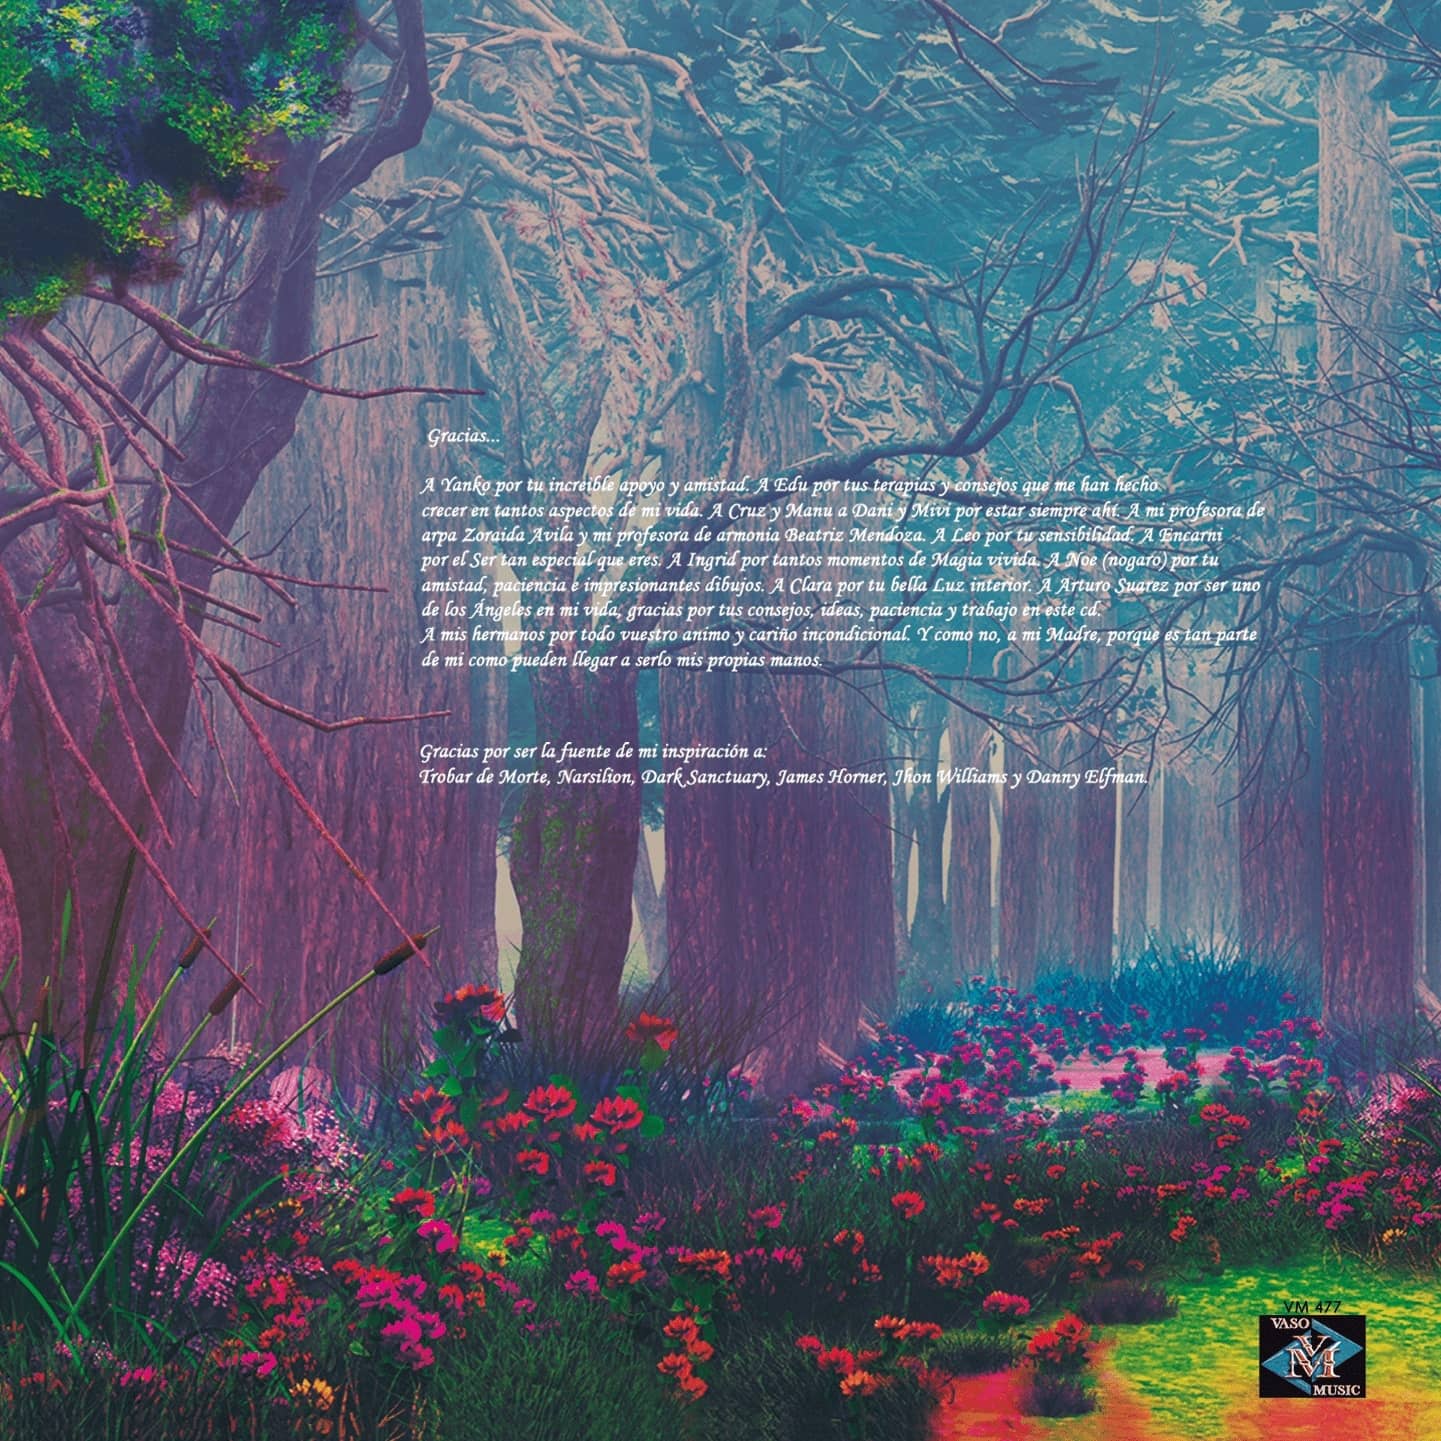 Gracias...
A Yanko por tu increible apoyo y amistad. A Edu por tus terapias y consejos que me han hecho
crecer en tantos aspectos de mi vida. A Cruz y Manu a Dani y Mivi por estar siempre ahí. A mi profesora de
arpa Zoraida Avila y mi profesora de armonia Beatriz Mendoza. A Leo por tu sensibilidad. A Encarni
por el Ser tan especial que eres. A Ingrid por tantos momentos de Magia vivida. A Noe (nogaro) por tu
amistad, paciencia e impresionantes dibujos. A Clara por tu bella Luz interior. A Arturo Suarez por ser uno
de los Angeles en mi vida, gracias por tus consejos, ideas, paciencia y trabajo en este cd.
A mis hermanos por todo vuestro animo y cariño incondicional. Y como no, a mi Madre, porque es tan parte
de mi como pueden llegar a serlo mis propias manos.
Gracias por ser la fuente de mi inspiración a:
Trobar de Morte, Narsilion, Dark Sanctuary, James Horner, Jhon Williams y Danny Elfman.
VM 477
VASO
VM
MUSIC